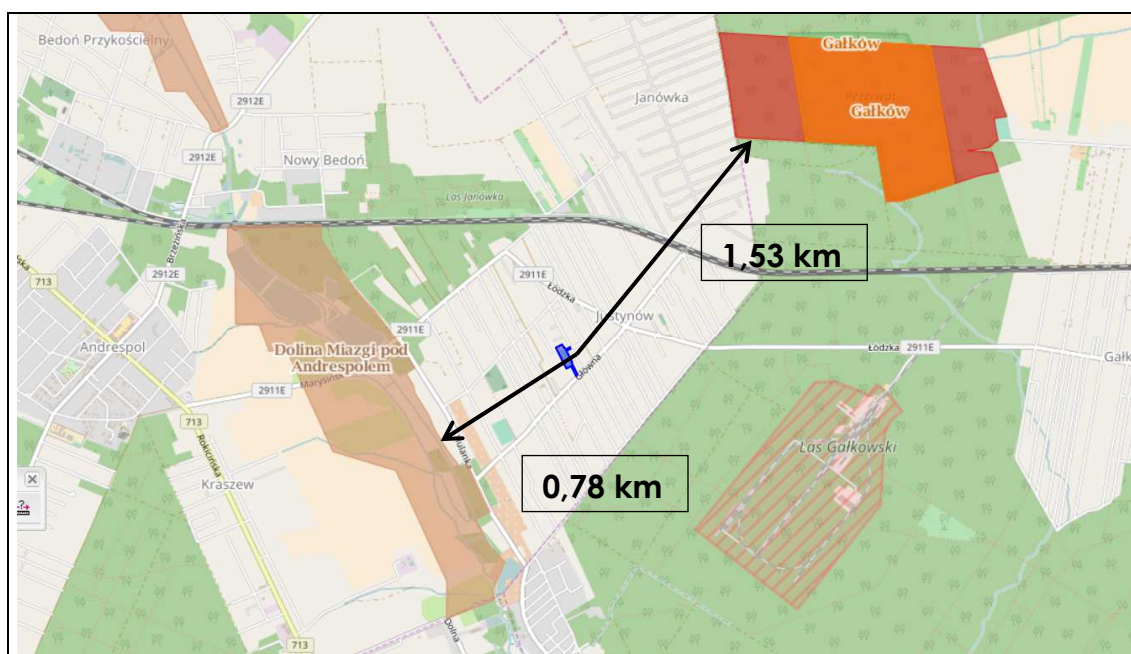 Bedoń Przykościelny
2912E
2912E
Nowy Bedoń
Las Janówka
Janówka
Gałków
Rezerwat
Gałków
1,53 km
2911E
Łódzka
Justynów
2912E
Brzezińska
713
Andrespol
2911E
Dolina Miazgi pod
Andrespolem
2911E
Główna
Łódzka
2911E
713
Rokicińska
Kraszew
Las Gałkowski
0,78 km
713
Dolna